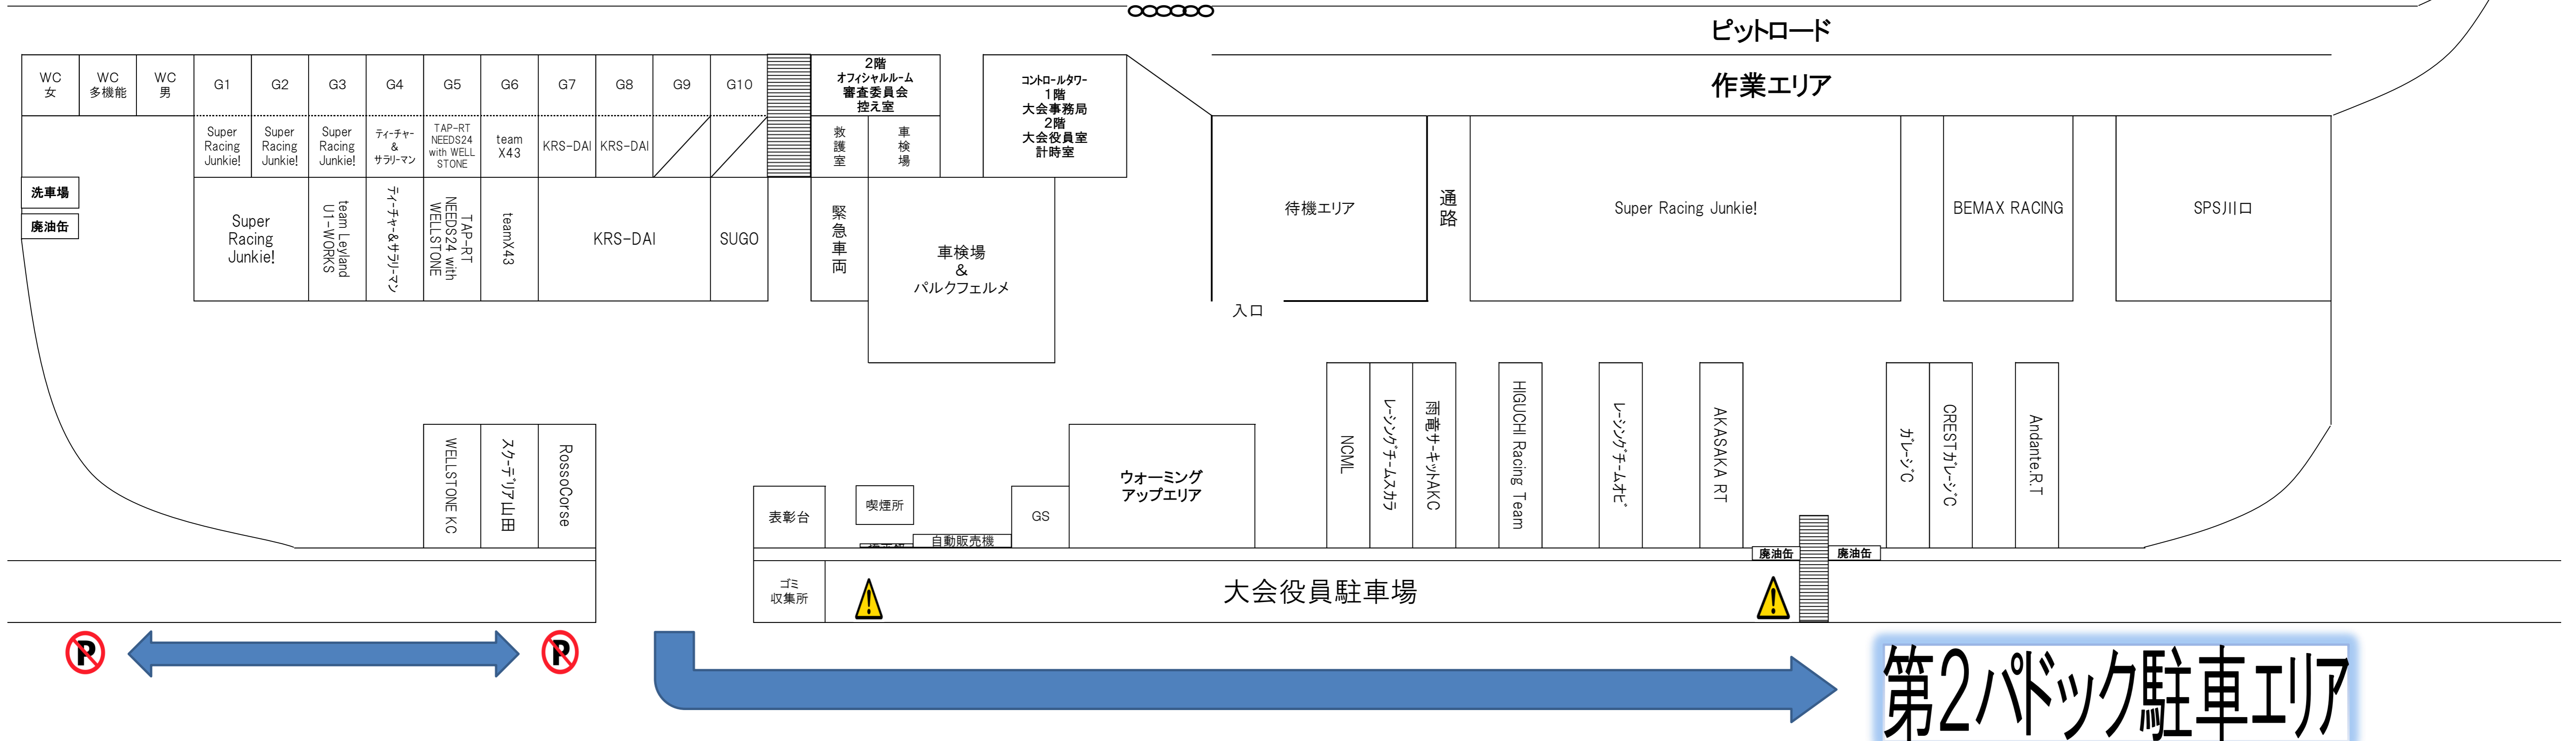 ピットロード
作業エリア
WC
女
WC
多機能
WC
男
G1
G2
G3
G4
G5
G6
G7
G8
G9
G10
2階
オフィシャルルーム
審査委員会
控え室
コントロールタワー
1階
大会事務局
2階
大会役員室
計時室
Super
Racing
Junkie!
Super
Racing
Junkie!
Super
Racing
Junkie!
ティーチャー
&
サラリーマン
TAP-RT
NEEDS24
with WELL
STONE
team
X43
KRS-DAI
KRS-DAI
救護室
車検場
洗車場
廃油缶
Super
Racing
Junkie!
team Leyland
U1-WORKS
ティーチャー&サラリーマン
TAP-RT
NEEDS24 with
WELLSTONE
teamX43
KRS-DAI
SUGO
緊急車両
車検場
&
パルクフェルメ
待機エリア
入口
通路
Super Racing Junkie!
BEMAX RACING
SPS川口
WELLSTONE KC
スクーデリア山田
RossoCorse
表彰台
喫煙所
自動販売機
GS
ウォーミング
アップエリア
NCML
レーシングチームスカラ
雨竜サーキットAKC
HIGUCHI Racing Team
レーシングチームオピ
AKASAKA RT
ガレージC
CRESTガレージC
Andante.R.T
廃油缶
廃油缶
ゴミ
収集所
大会役員駐車場
P
P
第2パドック駐車エリア